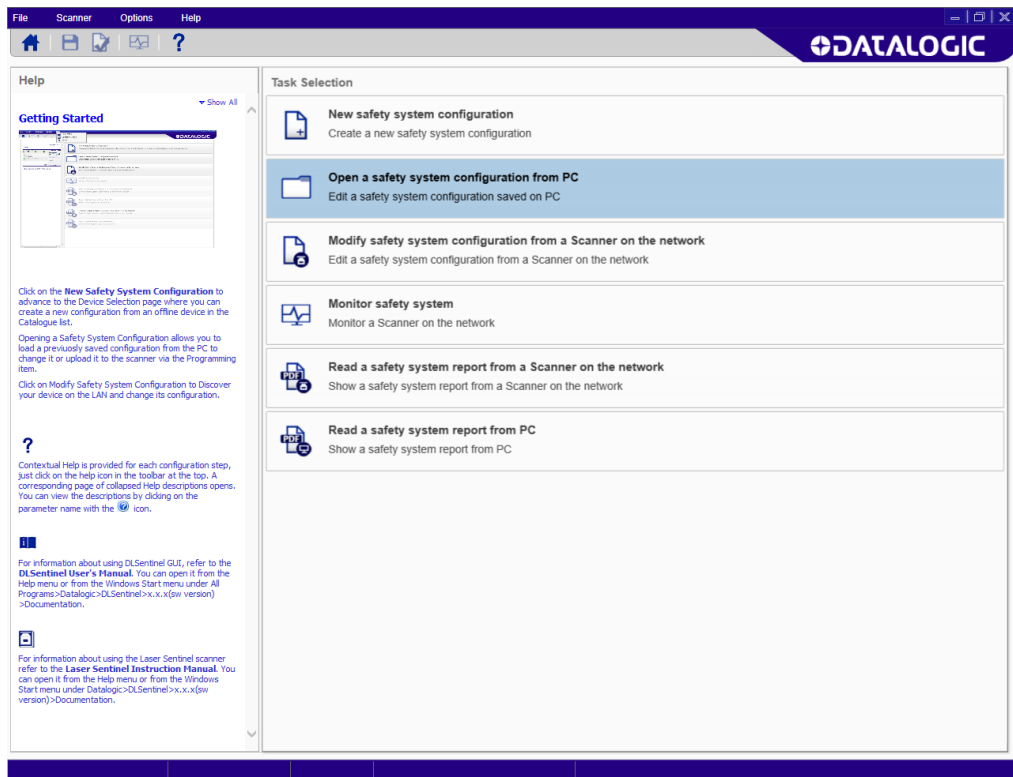 File Scanner Options Help
DATALOGIC
Help
Show All
Getting Started
Click on the New Safety System Configuration to
advance to the Device Selection page where you can
create a new configuration from an offline device in the
Catalogue list.
Opening a Safety System Configuration allows you to
load a previuosly saved configuration from the PC to
change it or upload it to the scanner via the Programming
item.
Click on Modify Safety System Configuration to Discover
your device on the LAN and change its configuration.
?
Contextual Help is provided for each configuration step,
just click on the help icon in the toolbar at the top. A
corresponding page of collapsed Help descriptions opens.
You can view the descriptions by clicking on the
parameter name with the ? icon.
For information about using DLSentinel GUI, refer to the
DLSentinel User's Manual. You can open it from the
Help menu or from the Windows Start menu under All
Programs>Datalogic>DLSentinel>x.x.x(sw version)
>Documentation.
For information about using the Laser Sentinel scanner
refer to the Laser Sentinel Instruction Manual. You
can open it from the Help menu or from the Windows
Start menu under Datalogic>DLSentinel>x.x.x(sw
version)>Documentation.
Task Selection
New safety system configuration
Create a new safety system configuration
Open a safety system configuration from PC
Edit a safety system configuration saved on PC
Modify safety system configuration from a Scanner on the network
Edit a safety system configuration from a Scanner on the network
Monitor safety system
Monitor a Scanner on the network
PDF
Read a safety system report from a Scanner on the network
Show a safety system report from a Scanner on the network
PDF
Read a safety system report from PC
Show a safety system report from PC